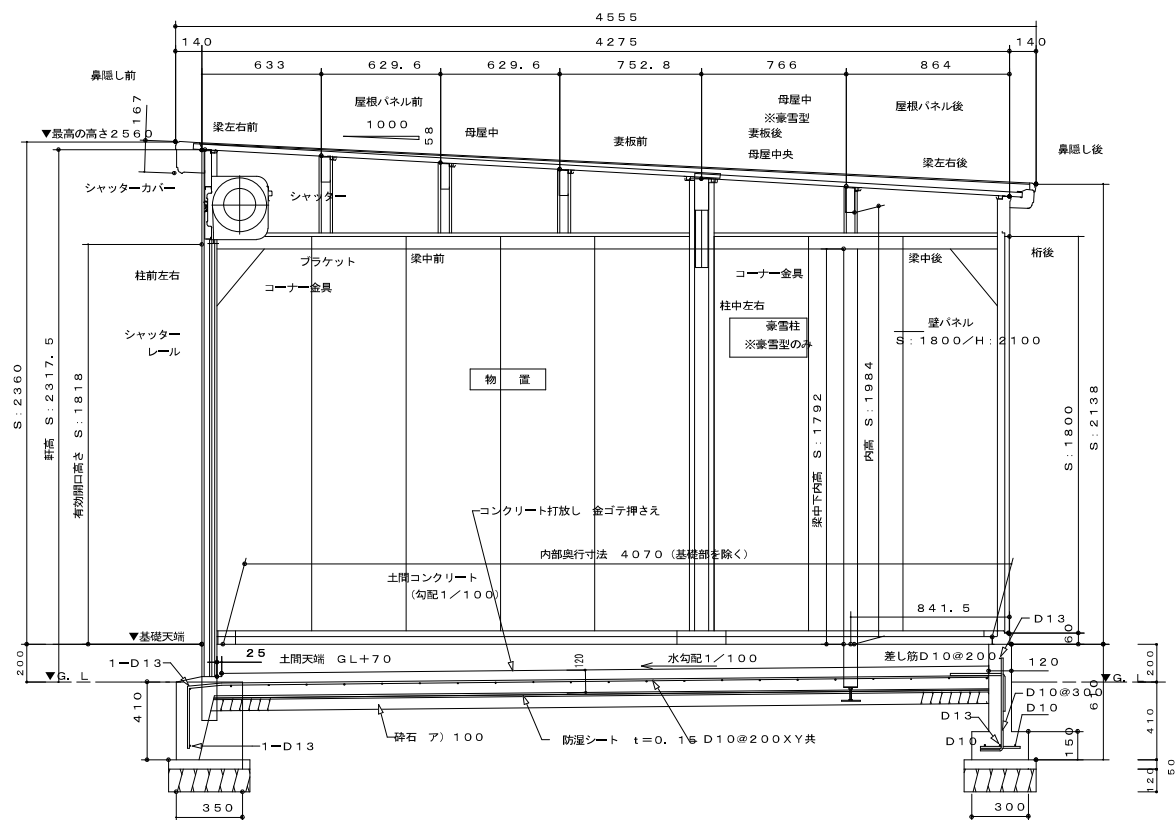 4555
140
4275
140
633
629.6
629.6
752.8
766
864
鼻隠し前
167
屋根パネル前
1000
58
母屋中
※豪雪型
屋根パネル後
梁左右前
母屋中
妻板前
妻板後
母屋中央
梁左右後
鼻隠し後
▼最高の高さ2560
シャッターカバー
シャッター
柱前左右
ブラケット
梁中前
コーナー金具
コーナー金具
梁中後
桁後
柱中左右
シャッター
レール
豪雪柱
※豪雪型のみ
壁パネル
S:1800/H:2100
物 置
S:2360
軒高 S:2317.5
有効開口高さ S:1818
梁中下内高 S:1792
内高 S:1984
S:1800
S:2138
コンクリート打放し 金ゴテ押さえ
内部奥行寸法 4070(基礎部を除く)
土間コンクリート
(勾配1/100)
841.5
D13
60
▼基礎天端
200
25
土間天端 GL+70
120
水勾配1/100
差し筋D10@200
120
200
1-D13
▼G. L
▼G. L
410
D10@300
610
410
D13
D10
D10
150
1-D13
砕石 ア)100
防湿シート t=0.15
D10@200XY共
50
120
350
300